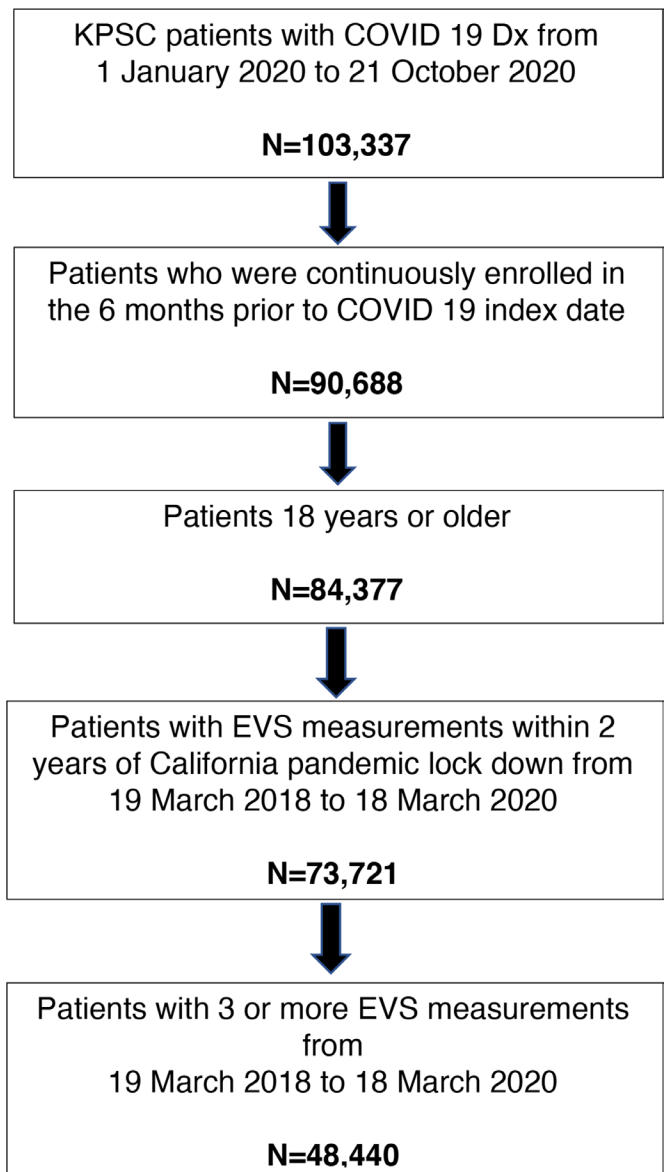 KPSC patients with COVID 19 Dx from
1 January 2020 to 21 October 2020
N=103,337
Patients who were continuously enrolled in
the 6 months prior to COVID 19 index date
N=90,688
Patients 18 years or older
N=84,377
Patients with EVS measurements within 2
years of California pandemic lock down from
19 March 2018 to 18 March 2020
N=73,721
Patients with 3 or more EVS measurements
from
19 March 2018 to 18 March 2020
N=48,440